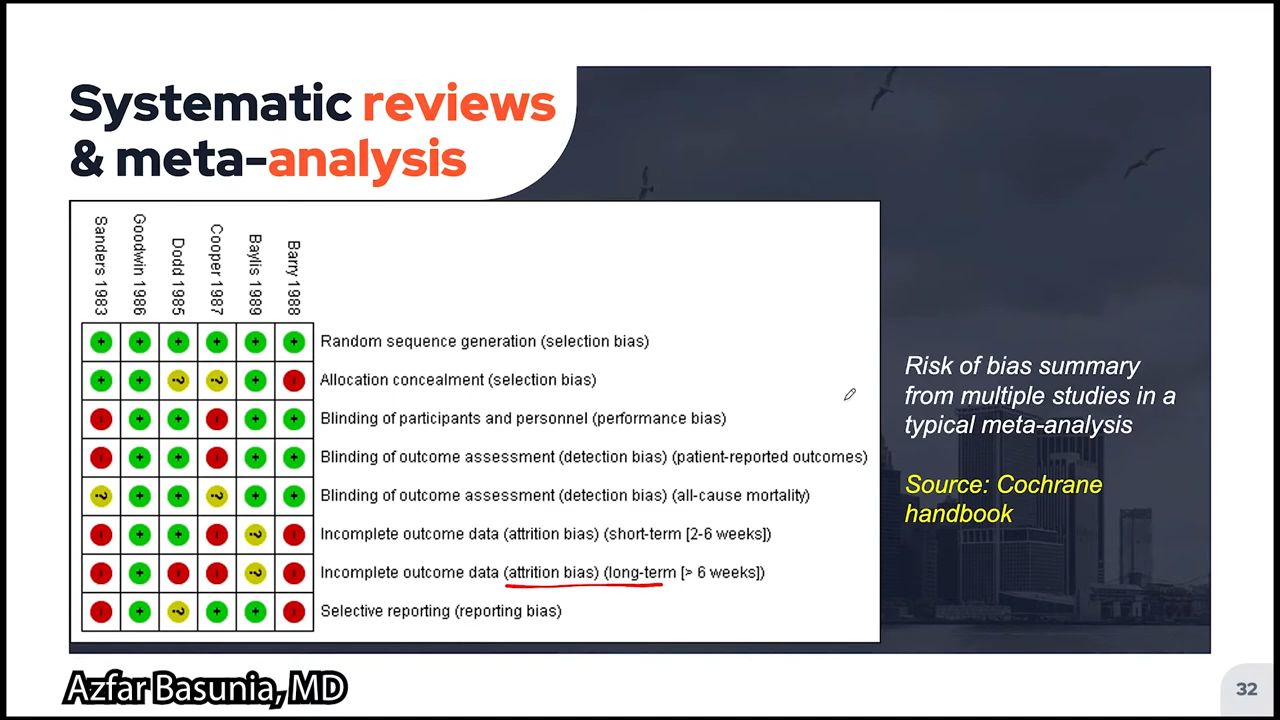 Systematic reviews
& meta-analysis
Sanders 1983
Goodwin 1986
Dodd 1985
Cooper 1987
Baylis 1989
Barry 1988
+ + + + + + Random sequence generation (selection bias)
+ + ? ? + - Allocation concealment (selection bias)
- + + - + + Blinding of participants and personnel (performance bias)
- + + - + + Blinding of outcome assessment (detection bias) (patient-reported outcomes)
? + + ? + + Blinding of outcome assessment (detection bias) (all-cause mortality)
- + + - ? - Incomplete outcome data (attrition bias) (short-term [2-6 weeks])
- + - - ? - Incomplete outcome data (attrition bias) (long-term [> 6 weeks])
- + ? + + - Selective reporting (reporting bias)
Risk of bias summary
from multiple studies in a
typical meta-analysis
Source: Cochrane
handbook
Azfar Basunia, MD
32